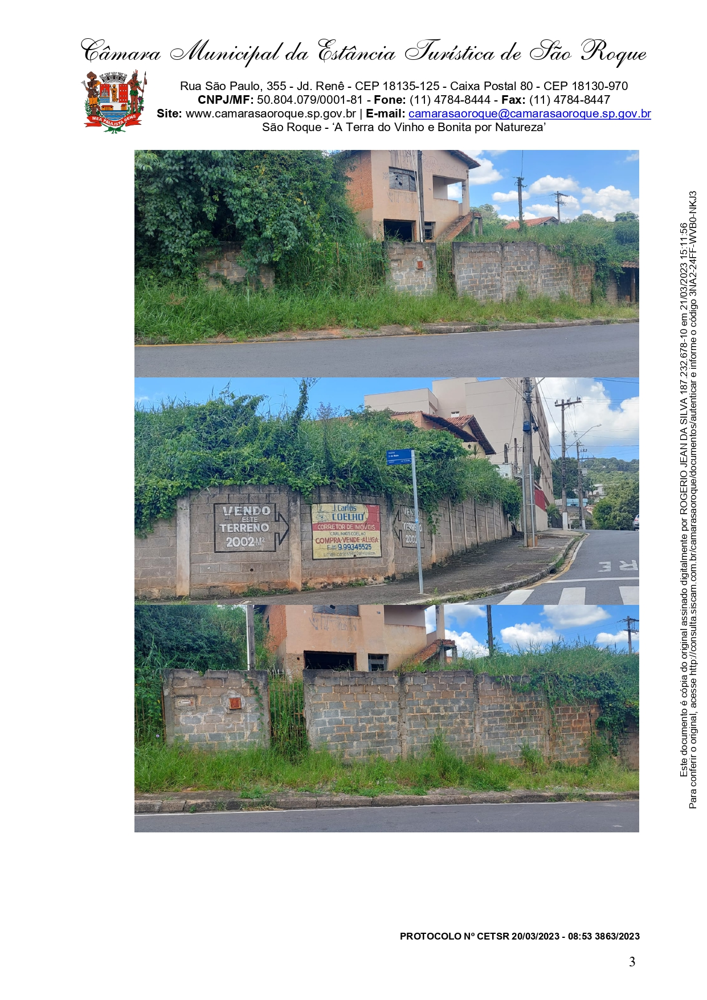 Câmara Municipal da Estância Turística de São Roque
Rua São Paulo, 355 - Jd. Renê - CEP 18135-125 - Caixa Postal 80 - CEP 18130-970
CNPJ/MF: 50.804.079/0001-81 - Fone: (11) 4784-8444 - Fax: (11) 4784-8447
Site: www.camarasaoroque.sp.gov.br | E-mail: camarasaoroque@camarasaoroque.sp.gov.br
São Roque - ‘A Terra do Vinho e Bonita por Natureza’
MEA PAULISTA GENS
VENDO
ESTE
TERRENO
2002 M²
J. Carlos
COELHO
CORRETOR DE IMÓVEIS
CARLINHOS COELHO
COMPRA-VENDE-ALUGA
9.99345525
PROTOCOLO Nº CETSR 20/03/2023 - 08:53 3863/2023
3
Este documento é cópia do original assinado digitalmente por ROGERIO JEAN DA SILVA 187.232.678-10 em 21/03/2023 15:11:56
Para conferir o original, acesse http://consulta.siscam.com.br/camarasaoroque/documentos/autenticar e informe o código 3NA2-24FF-WVB0-NKJ3